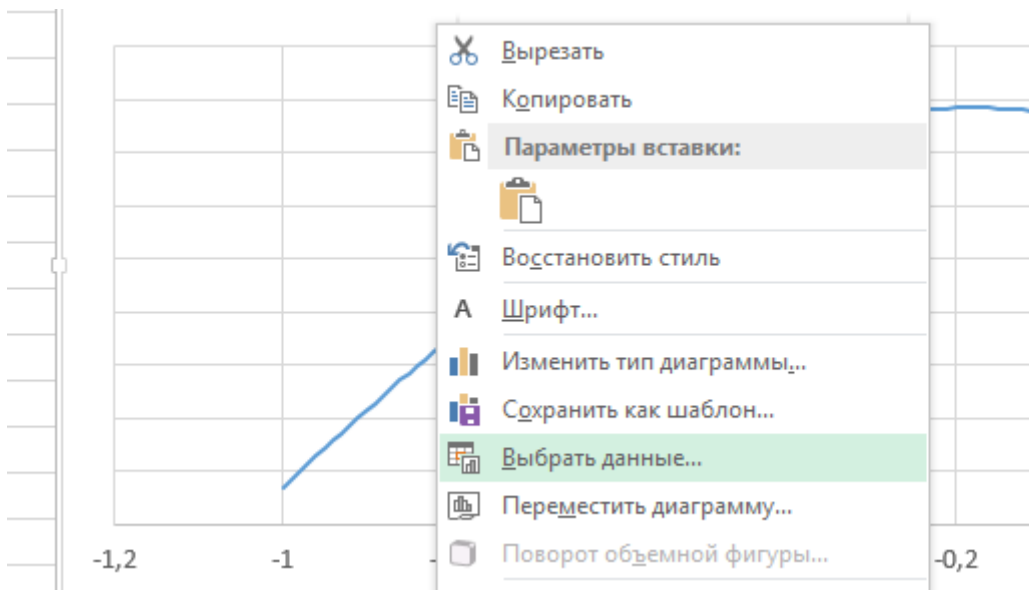 Вырезать
Копировать
Параметры вставки:
Восстановить стиль
Шрифт...
Изменить тип диаграммы...
Сохранить как шаблон...
Выбрать данные...
Переместить диаграмму...
Поворот объемной фигуры...
-1,2
-1
-0,2